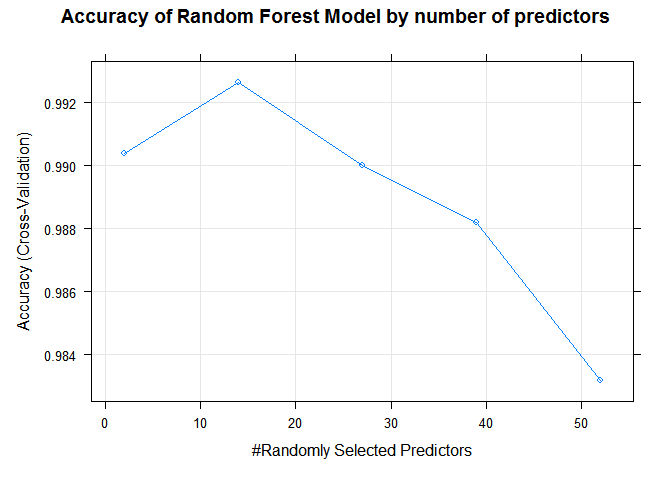 Accuracy of Random Forest Model by number of predictors
Accuracy (Cross-Validation)
0.992
0.990
0.988
0.986
0.984
0 10 20 30 40 50
#Randomly Selected Predictors